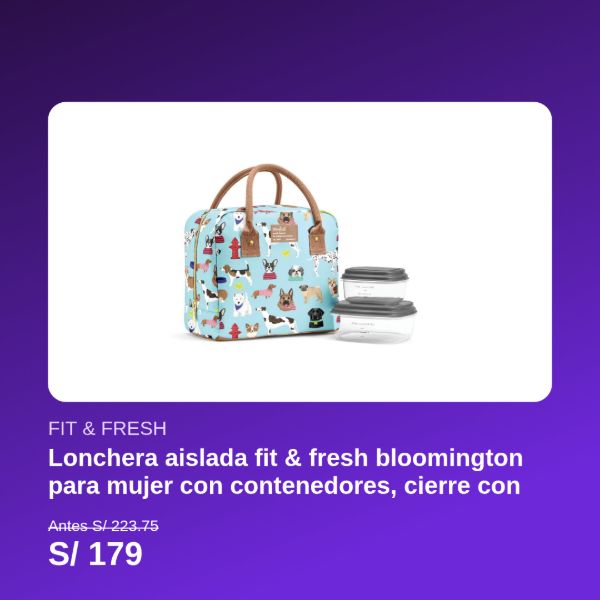 FIT & FRESH
Lonchera aislada fit & fresh bloomington
para mujer con contenedores, cierre con
Antes S/ 223.75
S/ 179